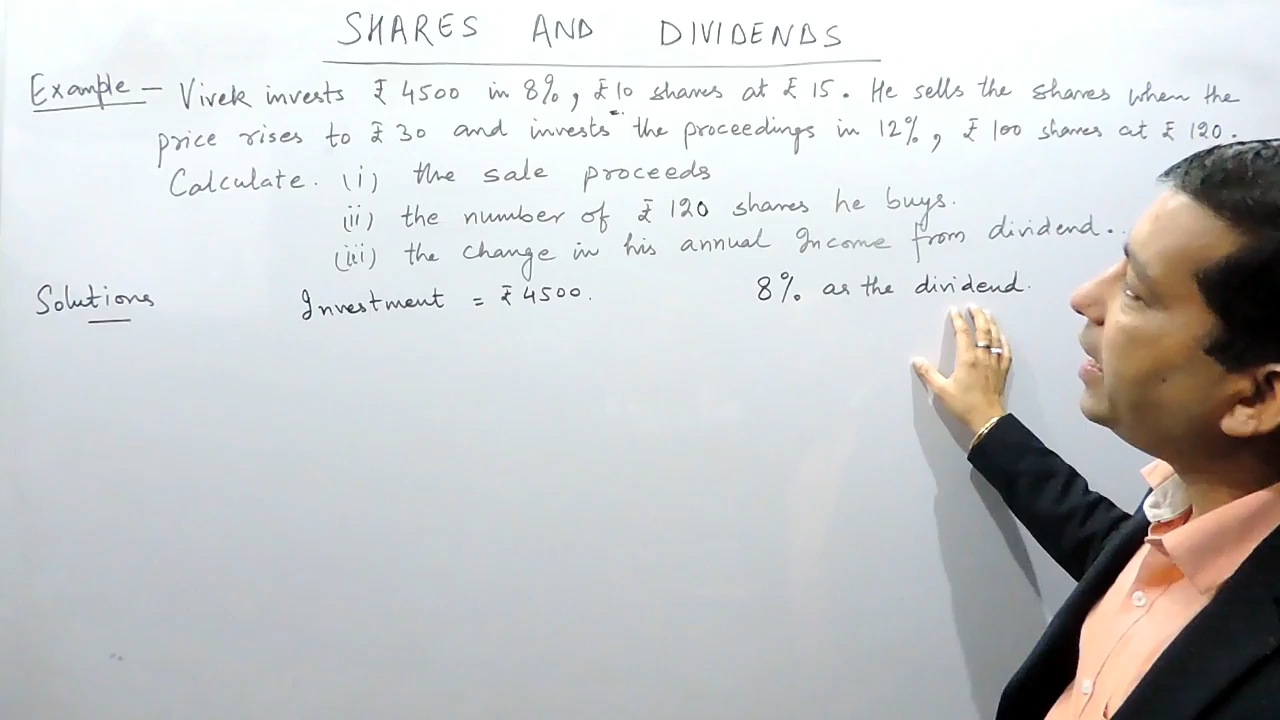 SHARES AND DIVIDENDS
Example - Vivek invests ₹ 4500 in 8%, ₹ 10 shares at ₹ 15. He sells the shares when the
price rises to ₹ 30 and invests the proceedings in 12%, ₹ 100 shares at ₹ 120.
Calculate. (i) the sale proceeds
(ii) the number of ₹ 120 shares he buys.
(iii) the change in his annual Income from dividend..
Solutions Investment = ₹ 4500. 8% as the dividend.